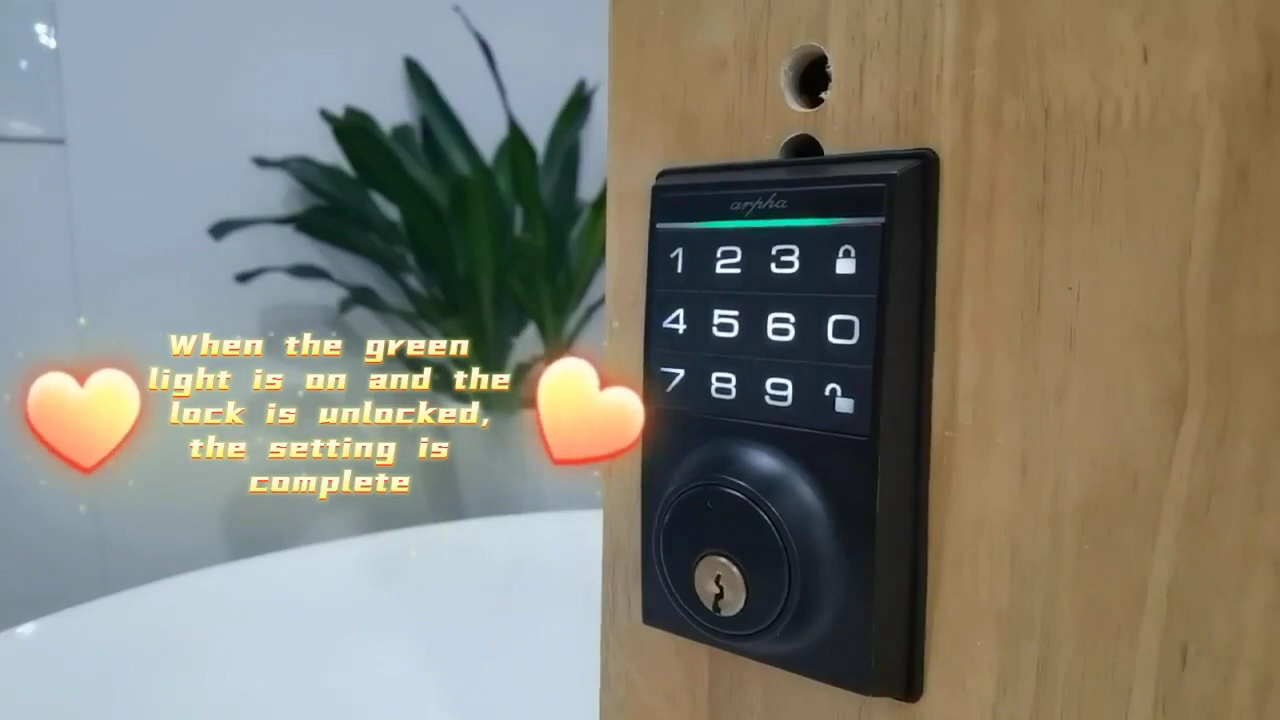 When the green
light is on and the
lock is unlocked,
the setting is
complete
arpha
1 2 3
4 5 6 0
7 8 9